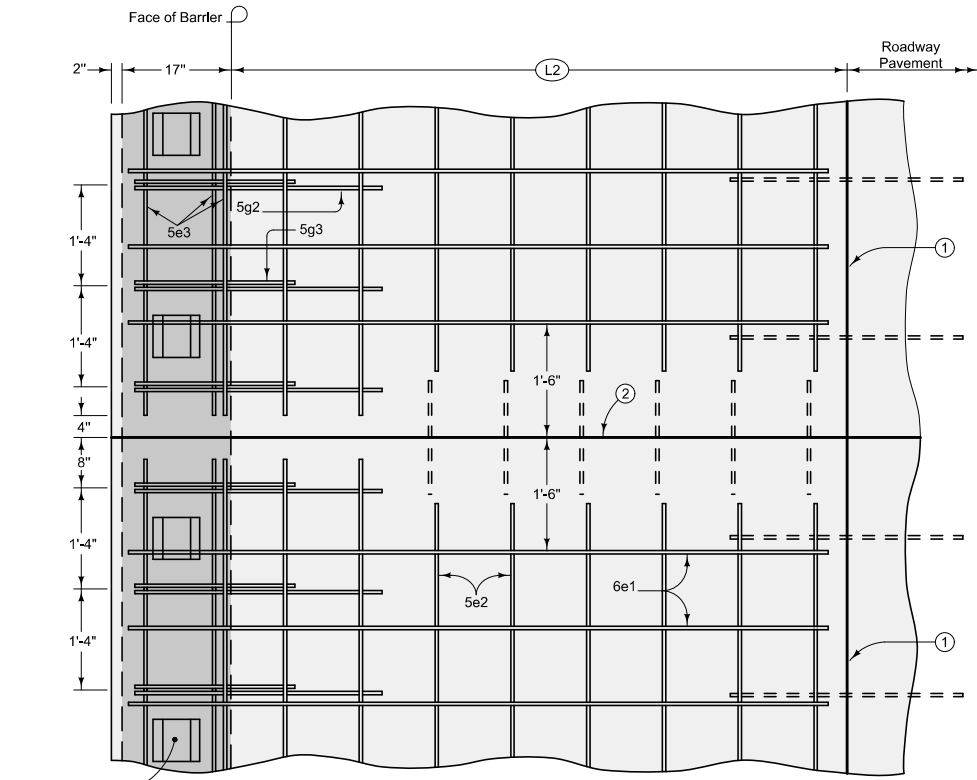 Face of Barrier
2"
17"
L2
Roadway
Pavement
5g2
5e3
5g3
1'-4"
1
1'-4"
1'-6"
2
4"
8"
1'-6"
1'-4"
5e2
6e1
1'-4"
1